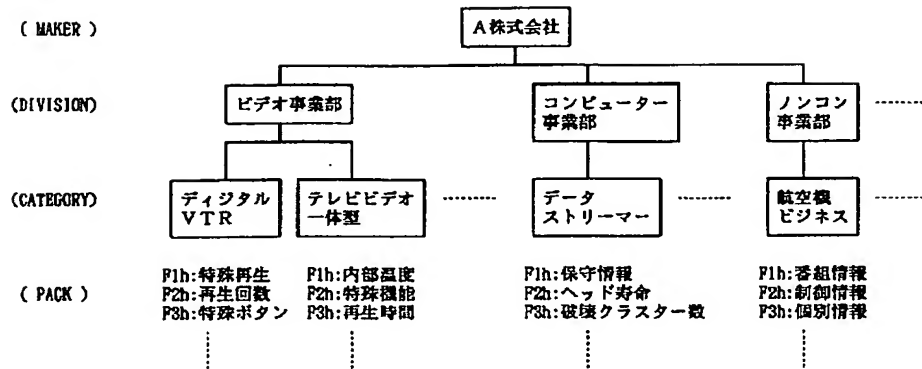 ( MAKER )
A株式会社
(DIVISION)
ビデオ事業部
コンピューター
事業部
ノンコン
事業部
(CATEGORY)
ディジタル
VTR
テレビビデオ
一体型
データ
ストリーマー
航空機
ビジネス
( PACK )
F1h:特殊再生
F2h:再生回数
F3h:特殊ボタン
F1h:内部温度
F2h:特殊機能
F3h:再生時間
F1h:保守情報
F2h:ヘッド寿命
F3h:破壊クラスター数
F1h:番組情報
F2h:制御情報
F3h:個別情報